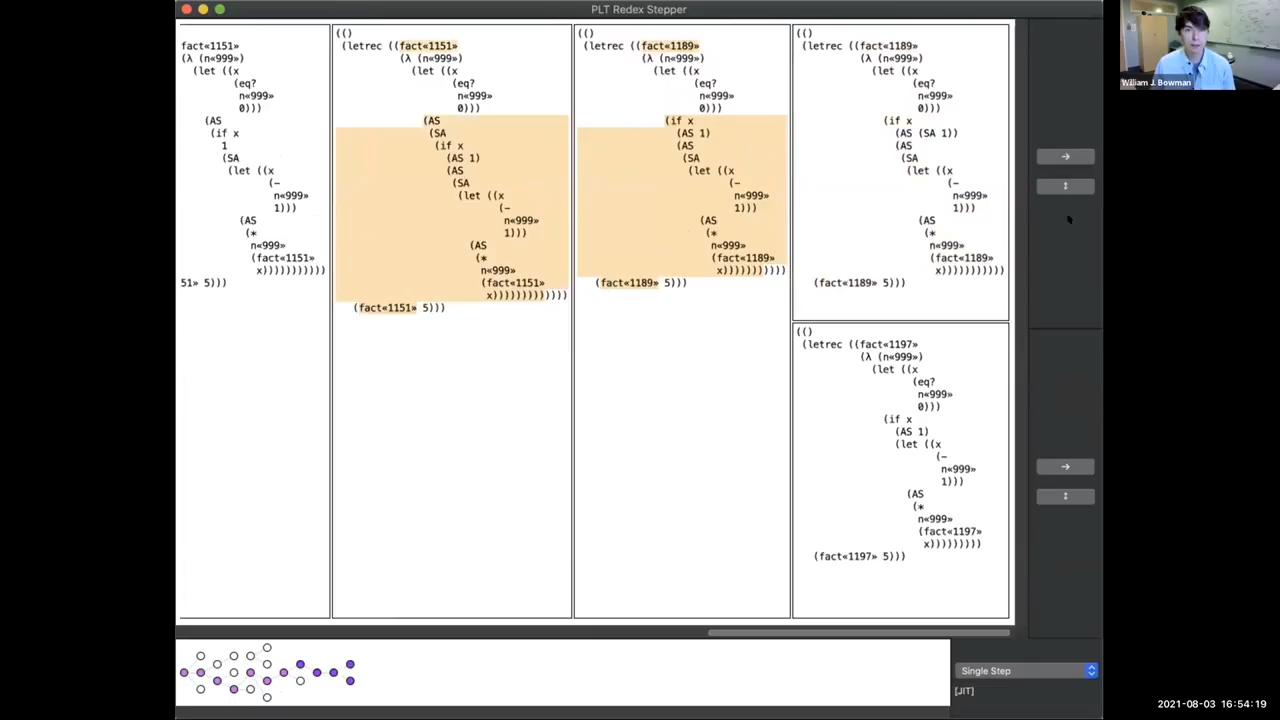 PLT Redex Stepper
fact«1151»
(λ (n«999»)
(let ((x
(eq?
n«999»
0)))
(AS
(if x
1
(SA
(let ((x
(-
n«999»
1)))
(AS
(*
n«999»
(fact«1151»
x)))))))))))
51» 5)))
(()
(letrec ((fact«1151»
(λ (n«999»)
(let ((x
(eq?
n«999»
0)))
(AS
(SA
(if x
(AS 1)
(AS
(SA
(let ((x
(-
n«999»
1)))
(AS
(*
n«999»
(fact«1151»
x)))))))))))))
(fact«1151» 5)))
(()
(letrec ((fact«1189»
(λ (n«999»)
(let ((x
(eq?
n«999»
0)))
(if x
(AS 1)
(AS
(SA
(let ((x
(-
n«999»
1)))
(AS
(*
n«999»
(fact«1189»
x)))))))))))
(fact«1189» 5)))
(()
(letrec ((fact«1189»
(λ (n«999»)
(let ((x
(eq?
n«999»
0)))
(if x
(AS (SA 1))
(AS
(SA
(let ((x
(-
n«999»
1)))
(AS
(*
n«999»
(fact«1189»
x)))))))))))
(fact«1189» 5)))
(()
(letrec ((fact«1197»
(λ (n«999»)
(let ((x
(eq?
n«999»
0)))
(if x
(AS 1)
(let ((x
(-
n«999»
1)))
(AS
(*
n«999»
(fact«1197»
x)))))))))
(fact«1197» 5)))
→
↕
→
↕
Single Step
[JIT]
William J. Bowman
2021-08-03 16:54:19